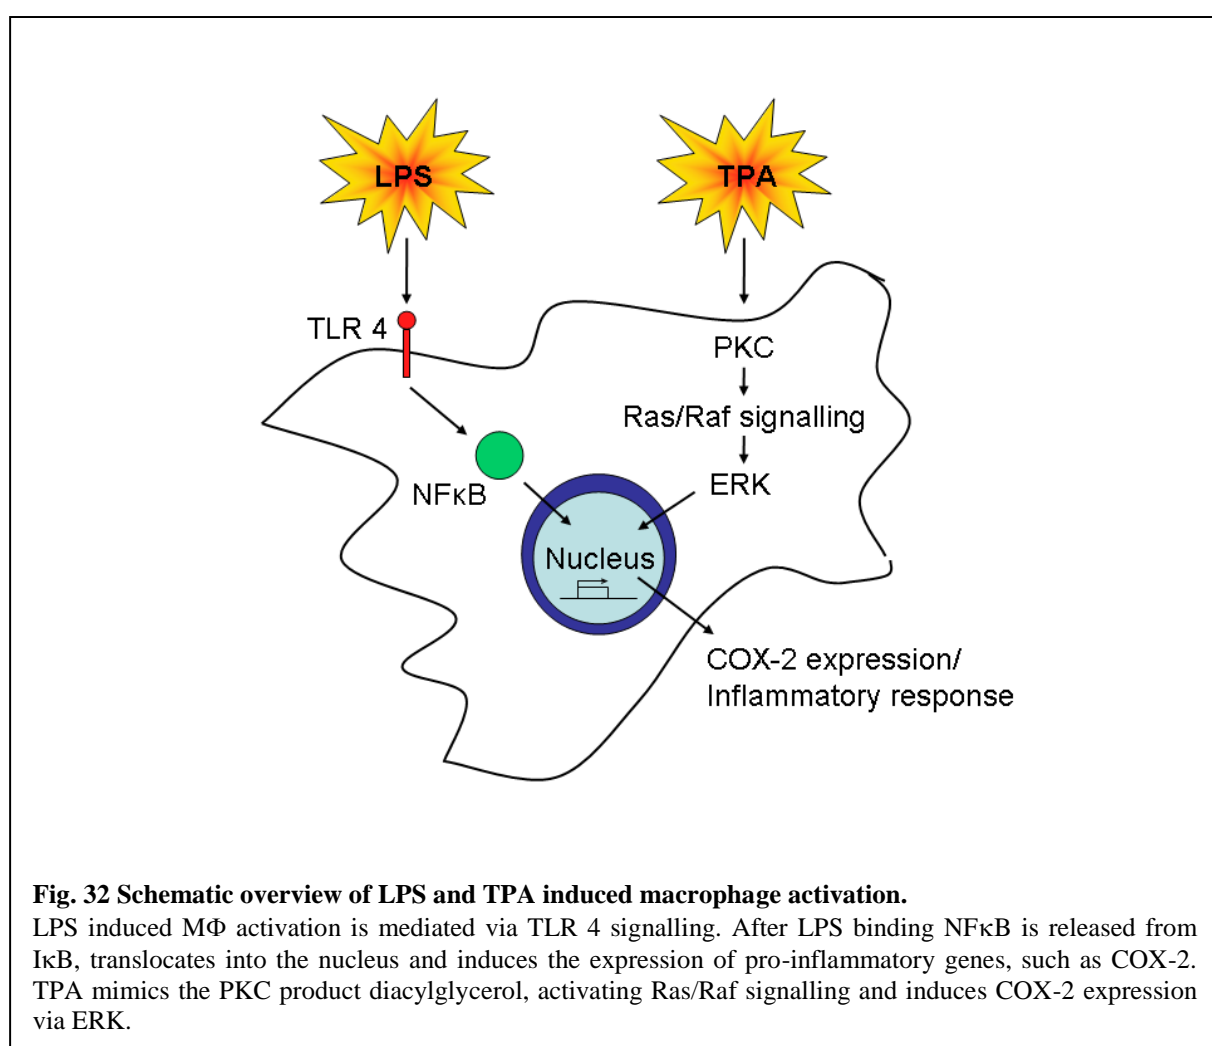 LPS
TPA
TLR 4
PKC
Ras/Raf signalling
NFκB
ERK
Nucleus
COX-2 expression/
Inflammatory response
Fig. 32 Schematic overview of LPS and TPA induced macrophage activation.
LPS induced MΦ activation is mediated via TLR 4 signalling. After LPS binding NFκB is released from
IκB, translocates into the nucleus and induces the expression of pro-inflammatory genes, such as COX-2.
TPA mimics the PKC product diacylglycerol, activating Ras/Raf signalling and induces COX-2 expression
via ERK.